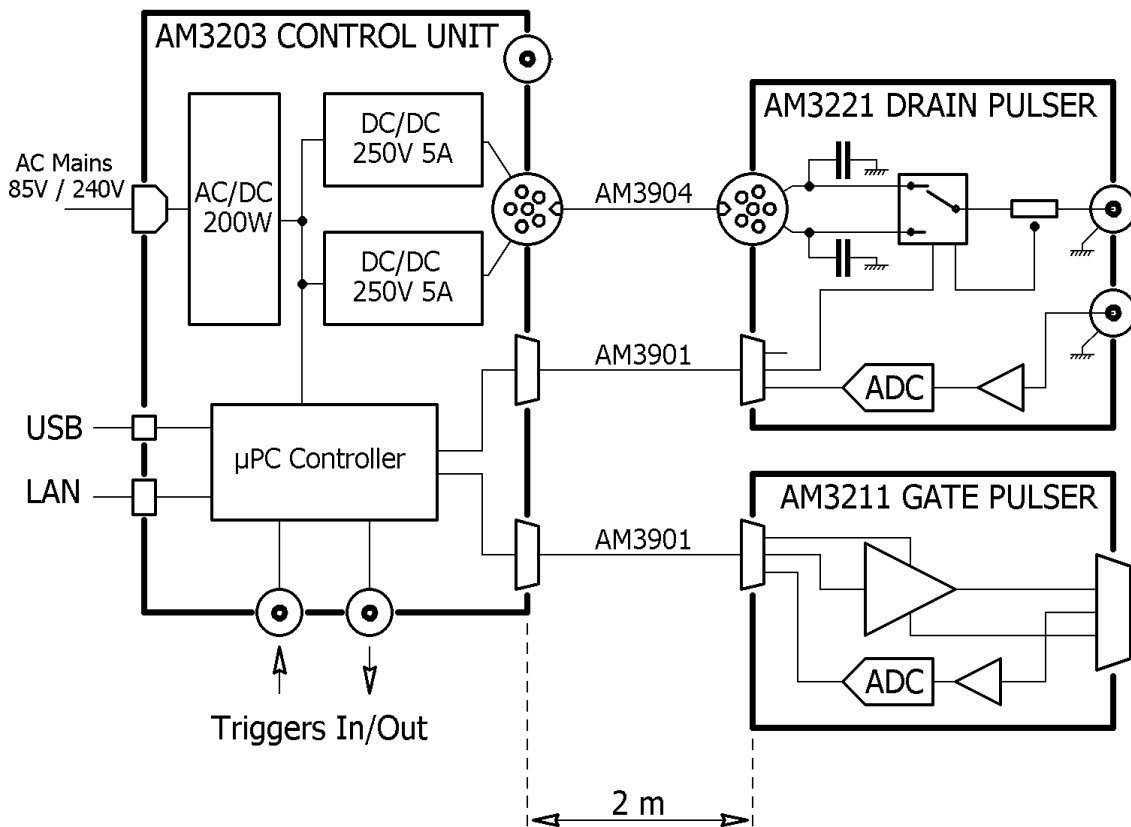 AM3203 CONTROL UNIT
AC Mains
85V / 240V
AC/DC
200W
DC/DC
250V 5A
DC/DC
250V 5A
USB
LAN
µPC Controller
Triggers In/Out
AM3904
AM3901
AM3901
2 m
AM3221 DRAIN PULSER
ADC
AM3211 GATE PULSER
ADC